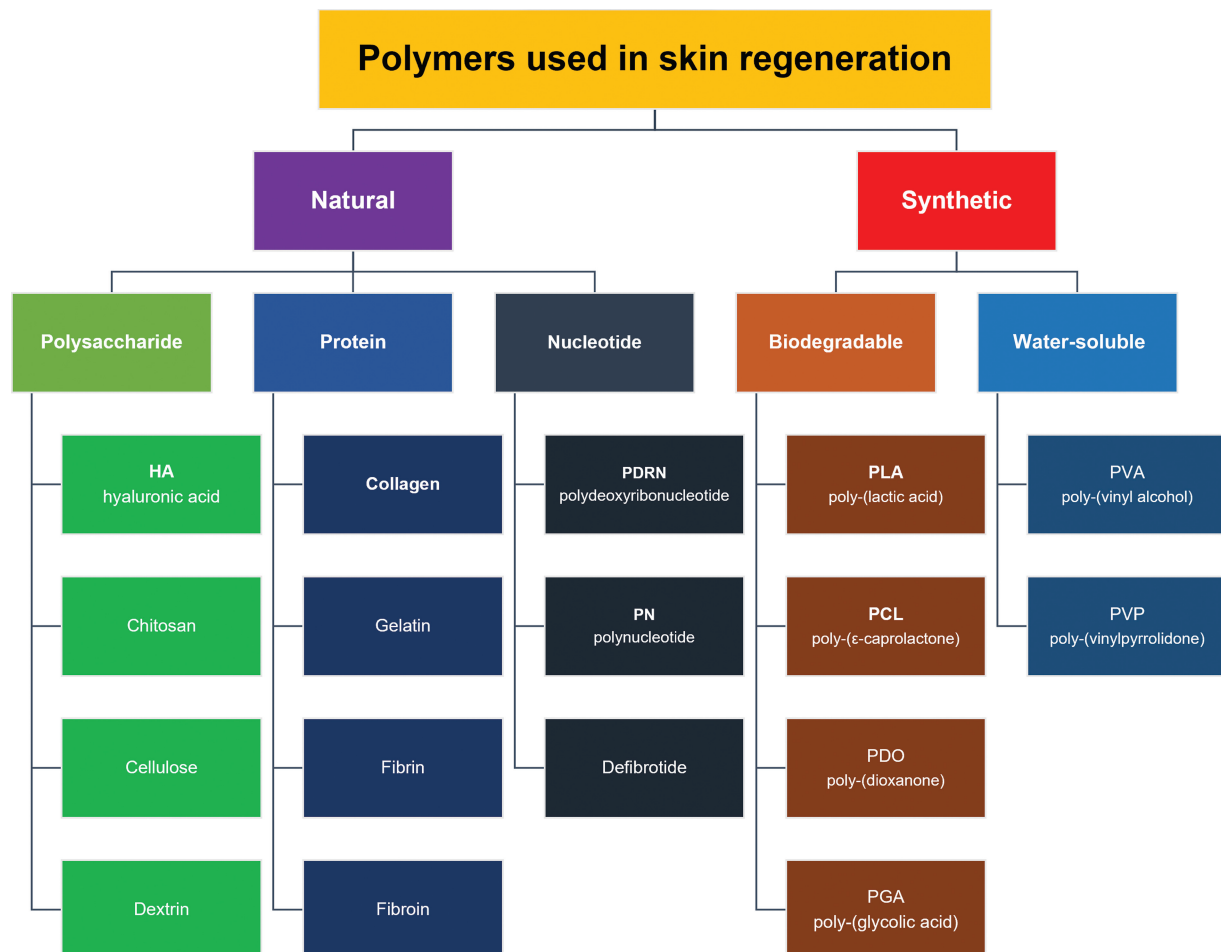 Polymers used in skin regeneration
Natural
Synthetic
Polysaccharide
Protein
Nucleotide
Biodegradable
Water-soluble
HA
hyaluronic acid
Collagen
PDRN
polydeoxyribonucleotide
PLA
poly-(lactic acid)
PVA
poly-(vinyl alcohol)
Chitosan
Gelatin
PN
polynucleotide
PCL
poly-(ε-caprolactone)
PVP
poly-(vinylpyrrolidone)
Cellulose
Fibrin
Defibrotide
PDO
poly-(dioxanone)
Dextrin
Fibroin
PGA
poly-(glycolic acid)